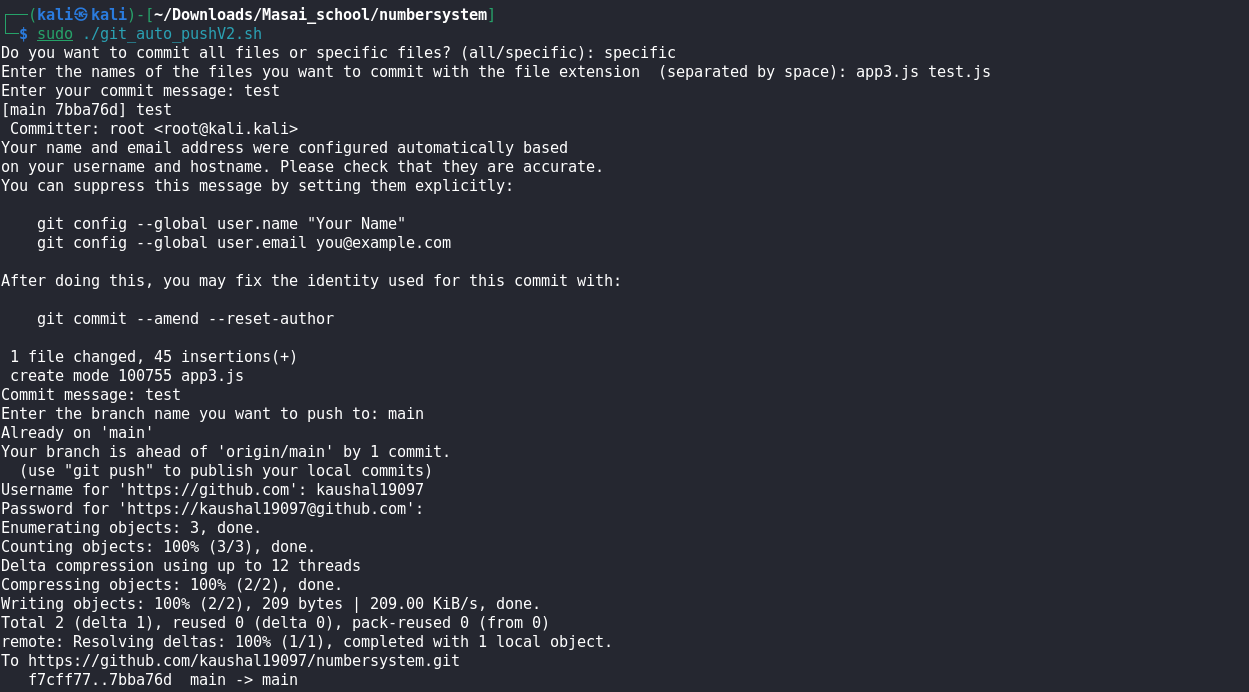 ┌──(kali㉿kali)-[~/Downloads/Masai_school/numbersystem]
└─$ sudo ./git_auto_pushV2.sh
Do you want to commit all files or specific files? (all/specific): specific
Enter the names of the files you want to commit with the file extension  (separated by space): app3.js test.js
Enter your commit message: test
[main 7bba76d] test
 Committer: root <root@kali.kali>
Your name and email address were configured automatically based
on your username and hostname. Please check that they are accurate.
You can suppress this message by setting them explicitly:

    git config --global user.name "Your Name"
    git config --global user.email you@example.com

After doing this, you may fix the identity used for this commit with:

    git commit --amend --reset-author

 1 file changed, 45 insertions(+)
 create mode 100755 app3.js
Commit message: test
Enter the branch name you want to push to: main
Already on 'main'
Your branch is ahead of 'origin/main' by 1 commit.
  (use "git push" to publish your local commits)
Username for 'https://github.com': kaushal19097
Password for 'https://kaushal19097@github.com':
Enumerating objects: 3, done.
Counting objects: 100% (3/3), done.
Delta compression using up to 12 threads
Compressing objects: 100% (2/2), done.
Writing objects: 100% (2/2), 209 bytes | 209.00 KiB/s, done.
Total 2 (delta 1), reused 0 (delta 0), pack-reused 0 (from 0)
remote: Resolving deltas: 100% (1/1), completed with 1 local object.
To https://github.com/kaushal19097/numbersystem.git
   f7cff77..7bba76d  main -> main